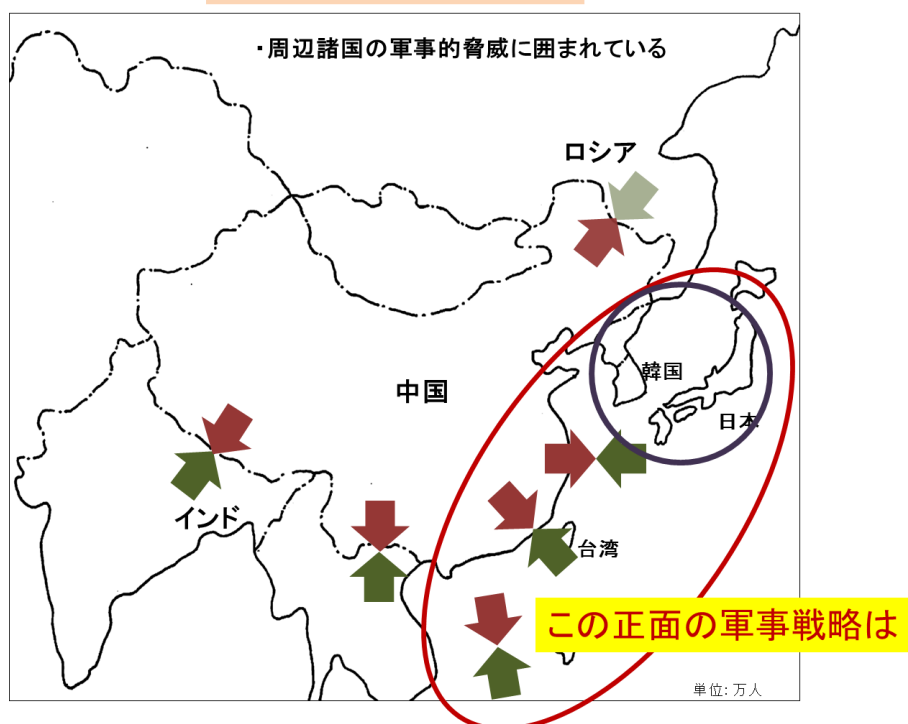 ・周辺諸国の軍事的脅威に囲まれている
ロシア
韓国
中国
日本
インド
台湾
この正面の軍事戦略は
単位:万人